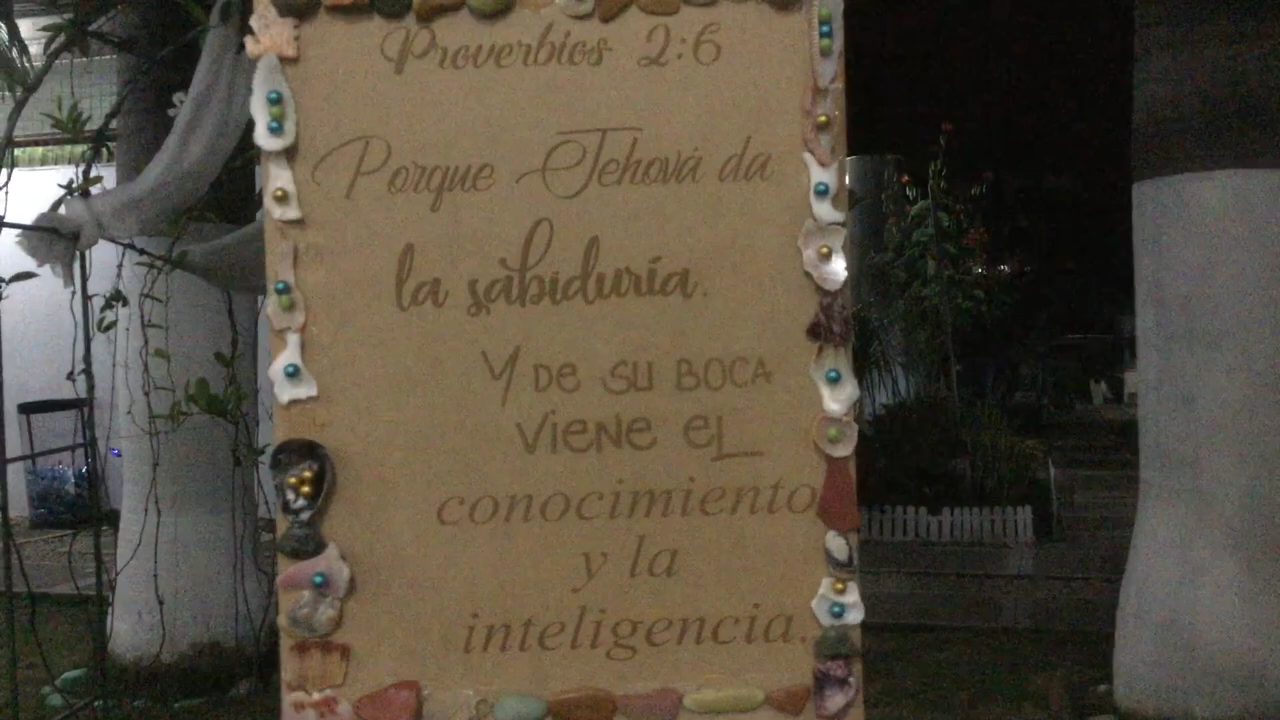 Proverbios 2:6
Porque Jehová da
la sabiduría.
Y DE SU BOCA
VIENE EL
conocimiento
y la
inteligencia.